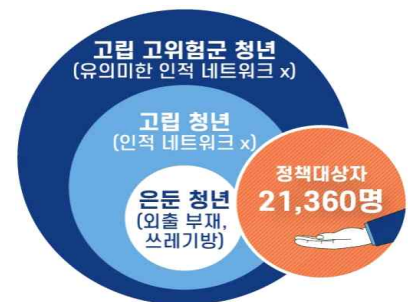 고립 고위험군 청년
(유의미한 인적 네트워크 x)
고립 청년
(인적 네트워크 x)
은둔 청년
(외출 부재,
쓰레기방)
정책대상자
21,360명